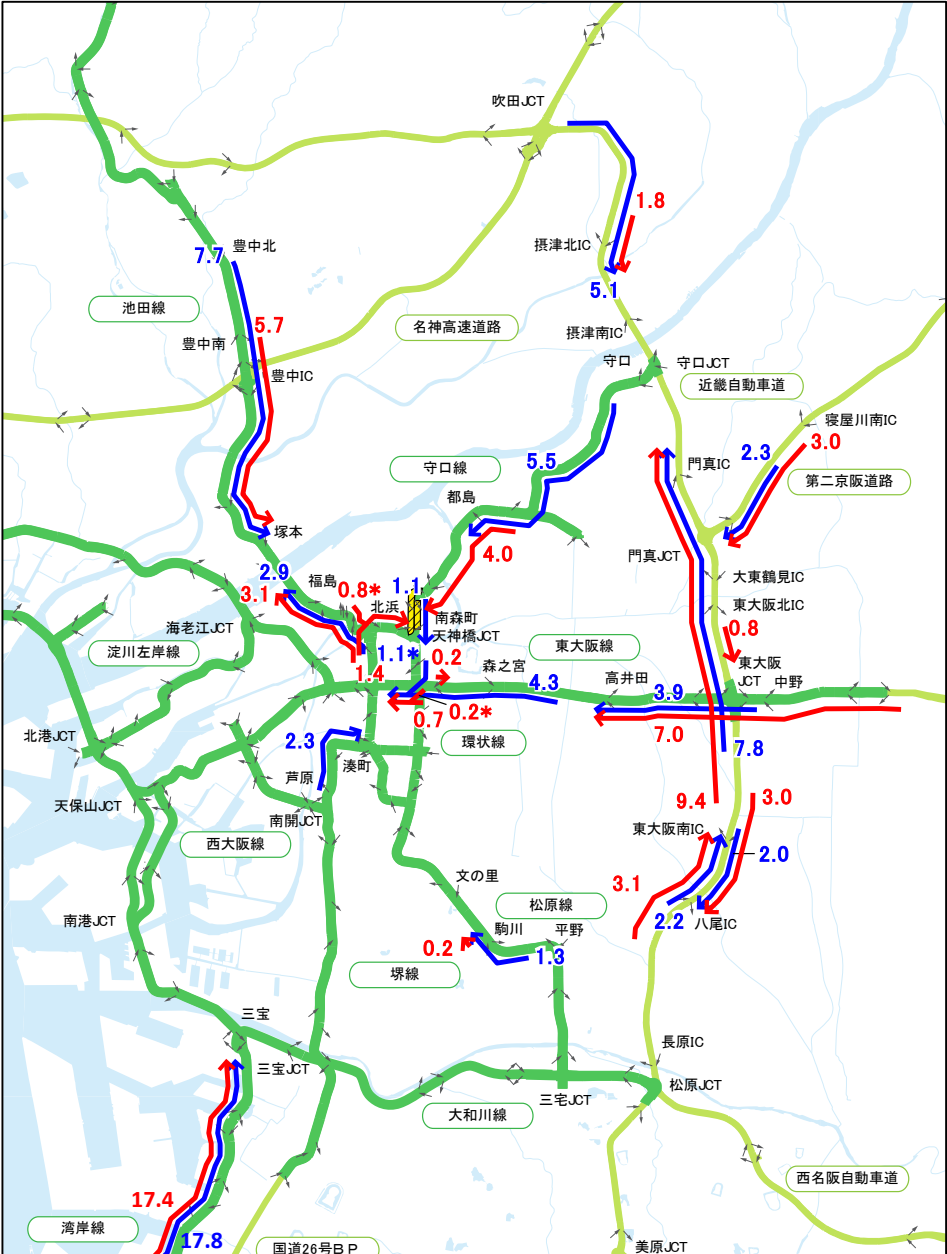 吹田JCT
1.8
摂津北IC
豊中北
7.7
5.1
池田線
名神高速道路
5.7
摂津南IC
豊中南
守口
守口JCT
豊中IC
近畿自動車道
寝屋川南IC
3.0
2.3
守口線
5.5
門真IC
第二京阪道路
都島
塚本
4.0
門真JCT
大東鶴見IC
2.9
福島
1.1
3.1
0.8*
北浜
東大阪北IC
南森町
海老江JCT
天神橋JCT
0.8
淀川左岸線
1.1*
東大阪線
0.2
森之宮
東大阪
JCT
中野
1.4
高井田
4.3
3.9
0.2*
0.7
7.0
北港JCT
2.3
環状線
7.8
湊町
芦原
天保山JCT
9.4
3.0
南開JCT
東大阪南IC
西大阪線
2.0
文の里
3.1
松原線
南港JCT
2.2
八尾IC
駒川
平野
0.2
1.3
堺線
三宝
長原IC
三宝JCT
松原JCT
三宅JCT
大和川線
西名阪自動車道
17.4
湾岸線
17.8
国道26号BP
美原JCT